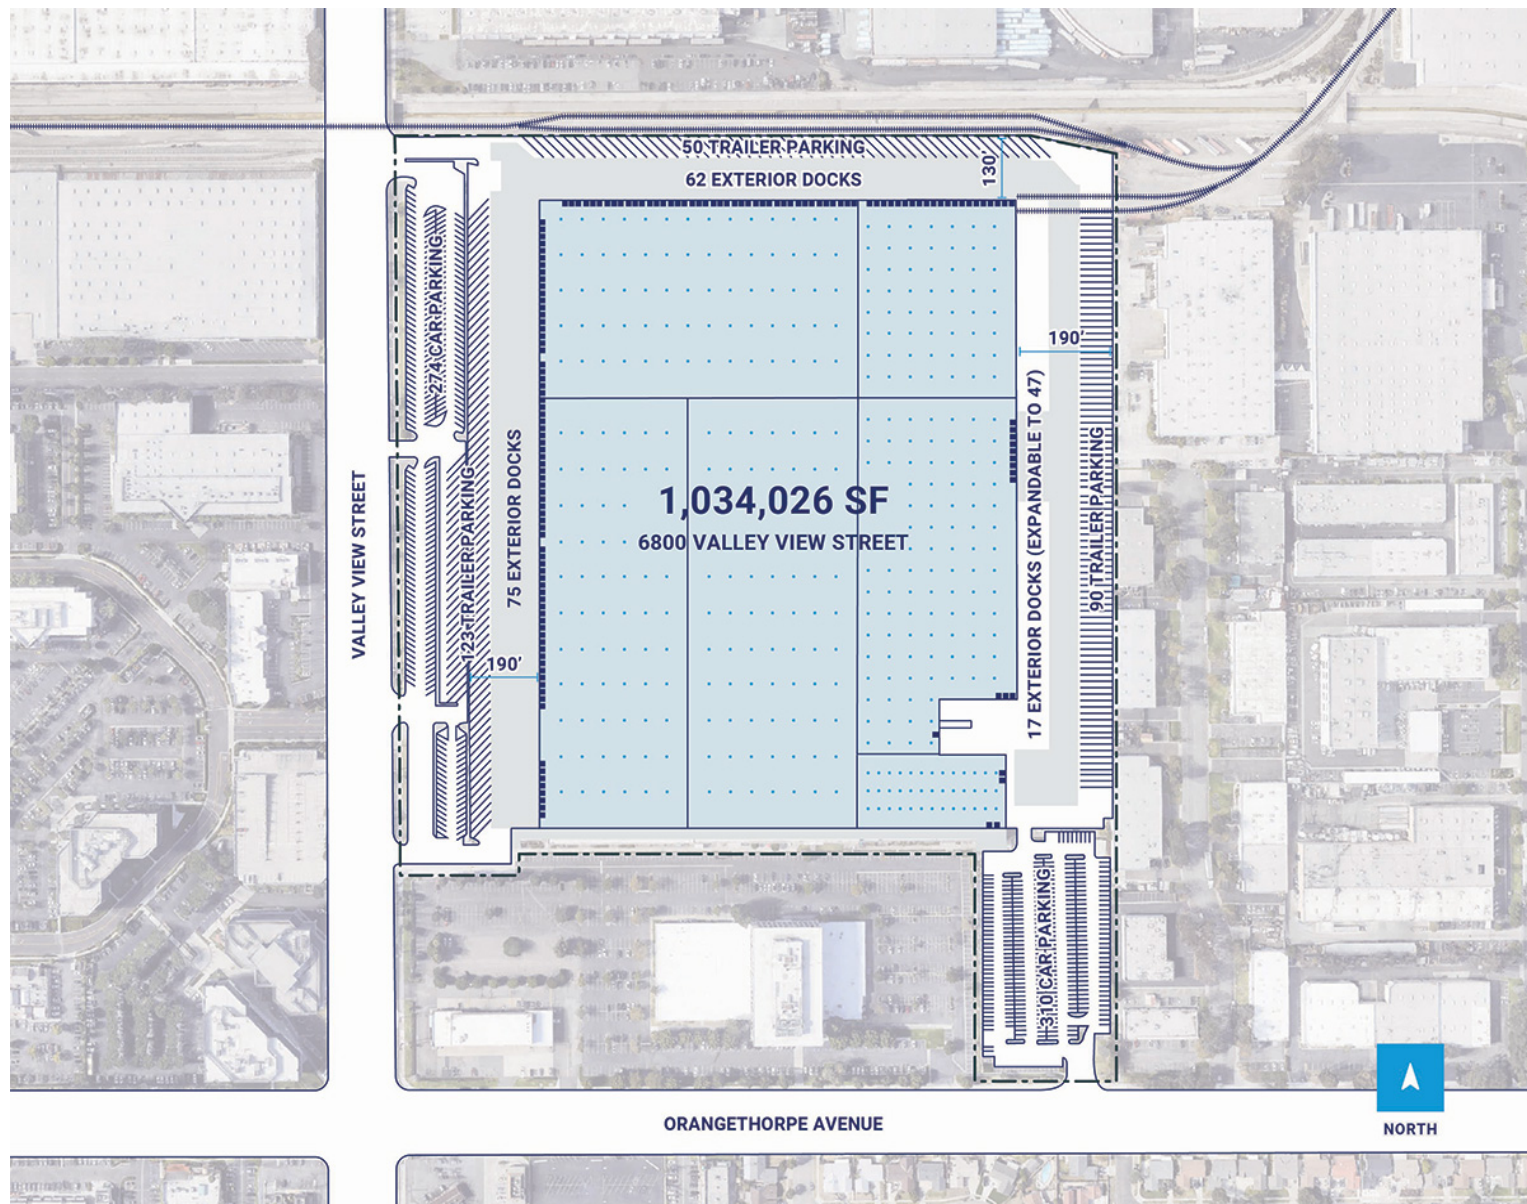 50 TRAILER PARKING
62 EXTERIOR DOCKS
130'
274 CAR PARKING
190'
17 EXTERIOR DOCKS (EXPANDABLE TO 47)
90 TRAILER PARKING
VALLEY VIEW STREET
123 TRAILER PARKING
75 EXTERIOR DOCKS
1,034,026 SF
6800 VALLEY VIEW STREET
190'
310 CAR PARKING
ORANGETHORPE AVENUE
NORTH